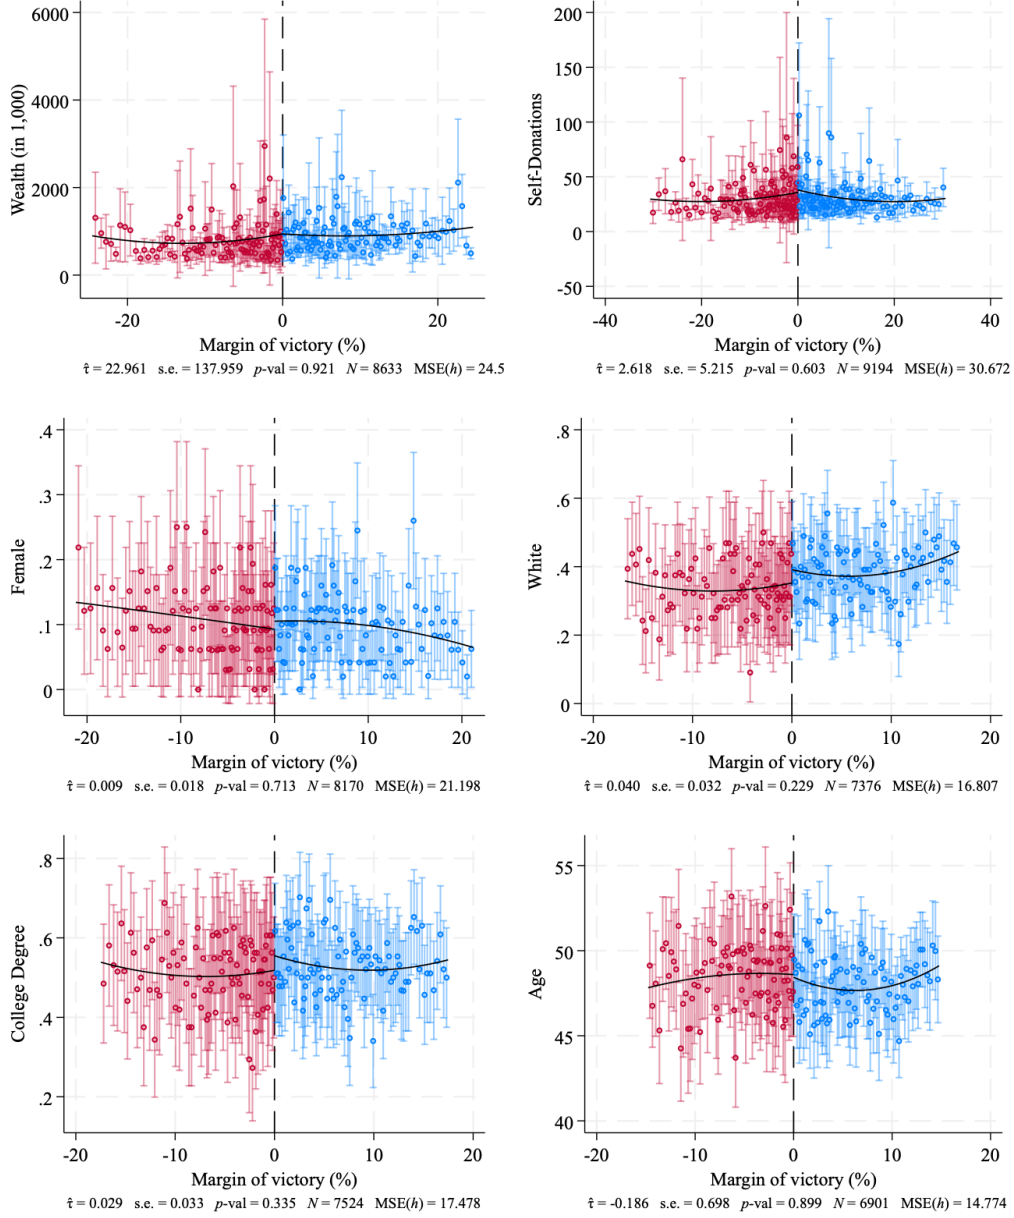 6000
4000
2000
0
Wealth (in 1,000)
-20 0 20
Margin of victory (%)
τ̂ = 22.961 s.e. = 137.959 p-val = 0.921 N = 8633 MSE(h) = 24.5
200
150
100
50
0
-50
Self-Donations
-40 -20 0 20 40
Margin of victory (%)
τ̂ = 2.618 s.e. = 5.215 p-val = 0.603 N = 9194 MSE(h) = 30.672
.4
.3
.2
.1
0
Female
-20 -10 0 10 20
Margin of victory (%)
τ̂ = 0.009 s.e. = 0.018 p-val = 0.713 N = 8170 MSE(h) = 21.198
.8
.6
.4
.2
0
White
-20 -10 0 10 20
Margin of victory (%)
τ̂ = 0.040 s.e. = 0.032 p-val = 0.229 N = 7376 MSE(h) = 16.807
.8
.6
.4
.2
College Degree
-20 -10 0 10 20
Margin of victory (%)
τ̂ = 0.029 s.e. = 0.033 p-val = 0.335 N = 7524 MSE(h) = 17.478
55
50
45
40
Age
-20 -10 0 10 20
Margin of victory (%)
τ̂ = -0.186 s.e. = 0.698 p-val = 0.899 N = 6901 MSE(h) = 14.774